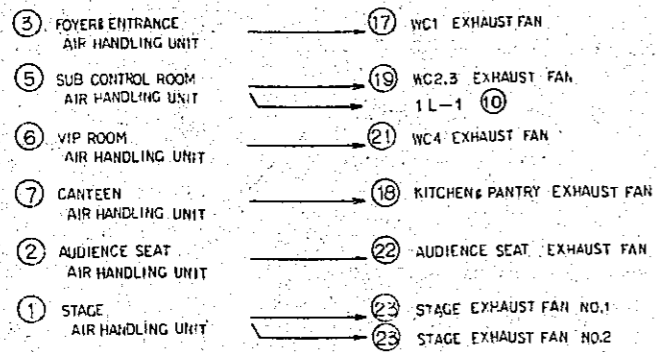 ③ FOYER& ENTRANCE ⑰ WC1 EXHAUST FAN
AIR HANDLING UNIT
⑤ SUB CONTROL ROOM ⑲ WC2.3 EXHAUST FAN
AIR HANDLING UNIT 1L-1 ⑩
⑥ VIP ROOM ㉑ WC4 EXHAUST FAN
AIR HANDLING UNIT
⑦ CANTEEN ⑱ KITCHEN& PANTRY EXHAUST FAN
AIR HANDLING UNIT
② AUDIENCE SEAT ㉒ AUDIENCE SEAT EXHAUST FAN
AIR HANDLING UNIT
① STAGE ㉓ STAGE EXHAUST FAN NO.1
AIR HANDLING UNIT ㉓ STAGE EXHAUST FAN NO.2